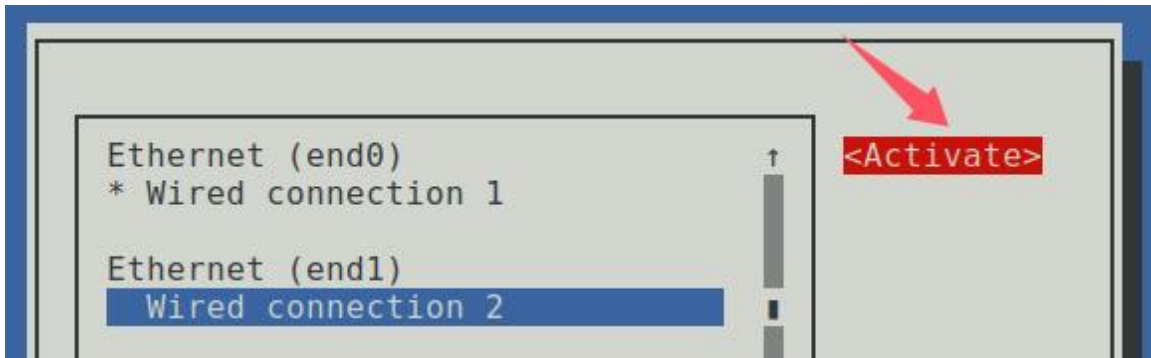 Ethernet (end0)
* Wired connection 1
Ethernet (end1)
Wired connection 2
<Activate>